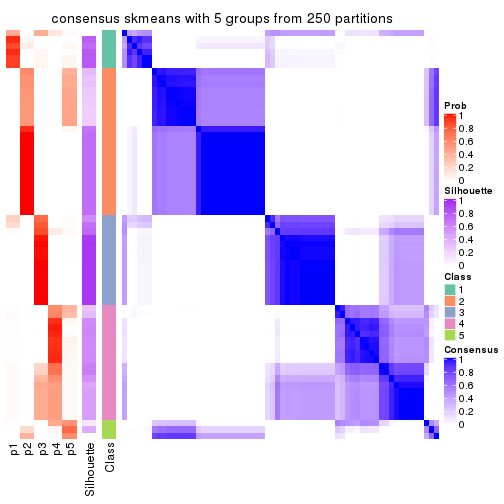 consensus skmeans with 5 groups from 250 partitions
Prob
1
0.8
0.6
0.4
0.2
0
Silhouette
1
0.8
0.6
0.4
0.2
0
Class
1
2
3
4
5
Consensus
1
0.8
0.6
0.4
0.2
0
p1
p2
p3
p4
p5
Silhouette
Class